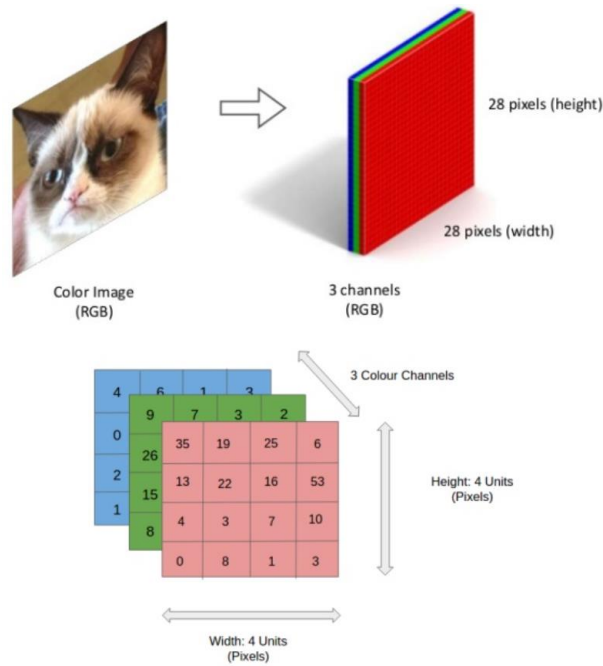 28 pixels (height)
28 pixels (width)
Color Image
(RGB)
3 channels
(RGB)
3 Colour Channels
4 6 1 3
9 7 3 2
0
35 19 25 6
26
13 22 16 53
2
15
4 3 7 10
1
8
0 8 1 3
Height: 4 Units
(Pixels)
Width: 4 Units
(Pixels)